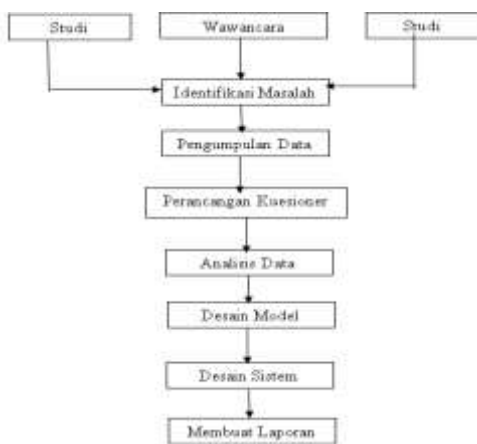 Studi
Wawancara
Studi
Identifikasi Masalah
Pengumpulan Data
Perancangan Kuesioner
Analisis Data
Desain Model
Desain Sistem
Membuat Laporan